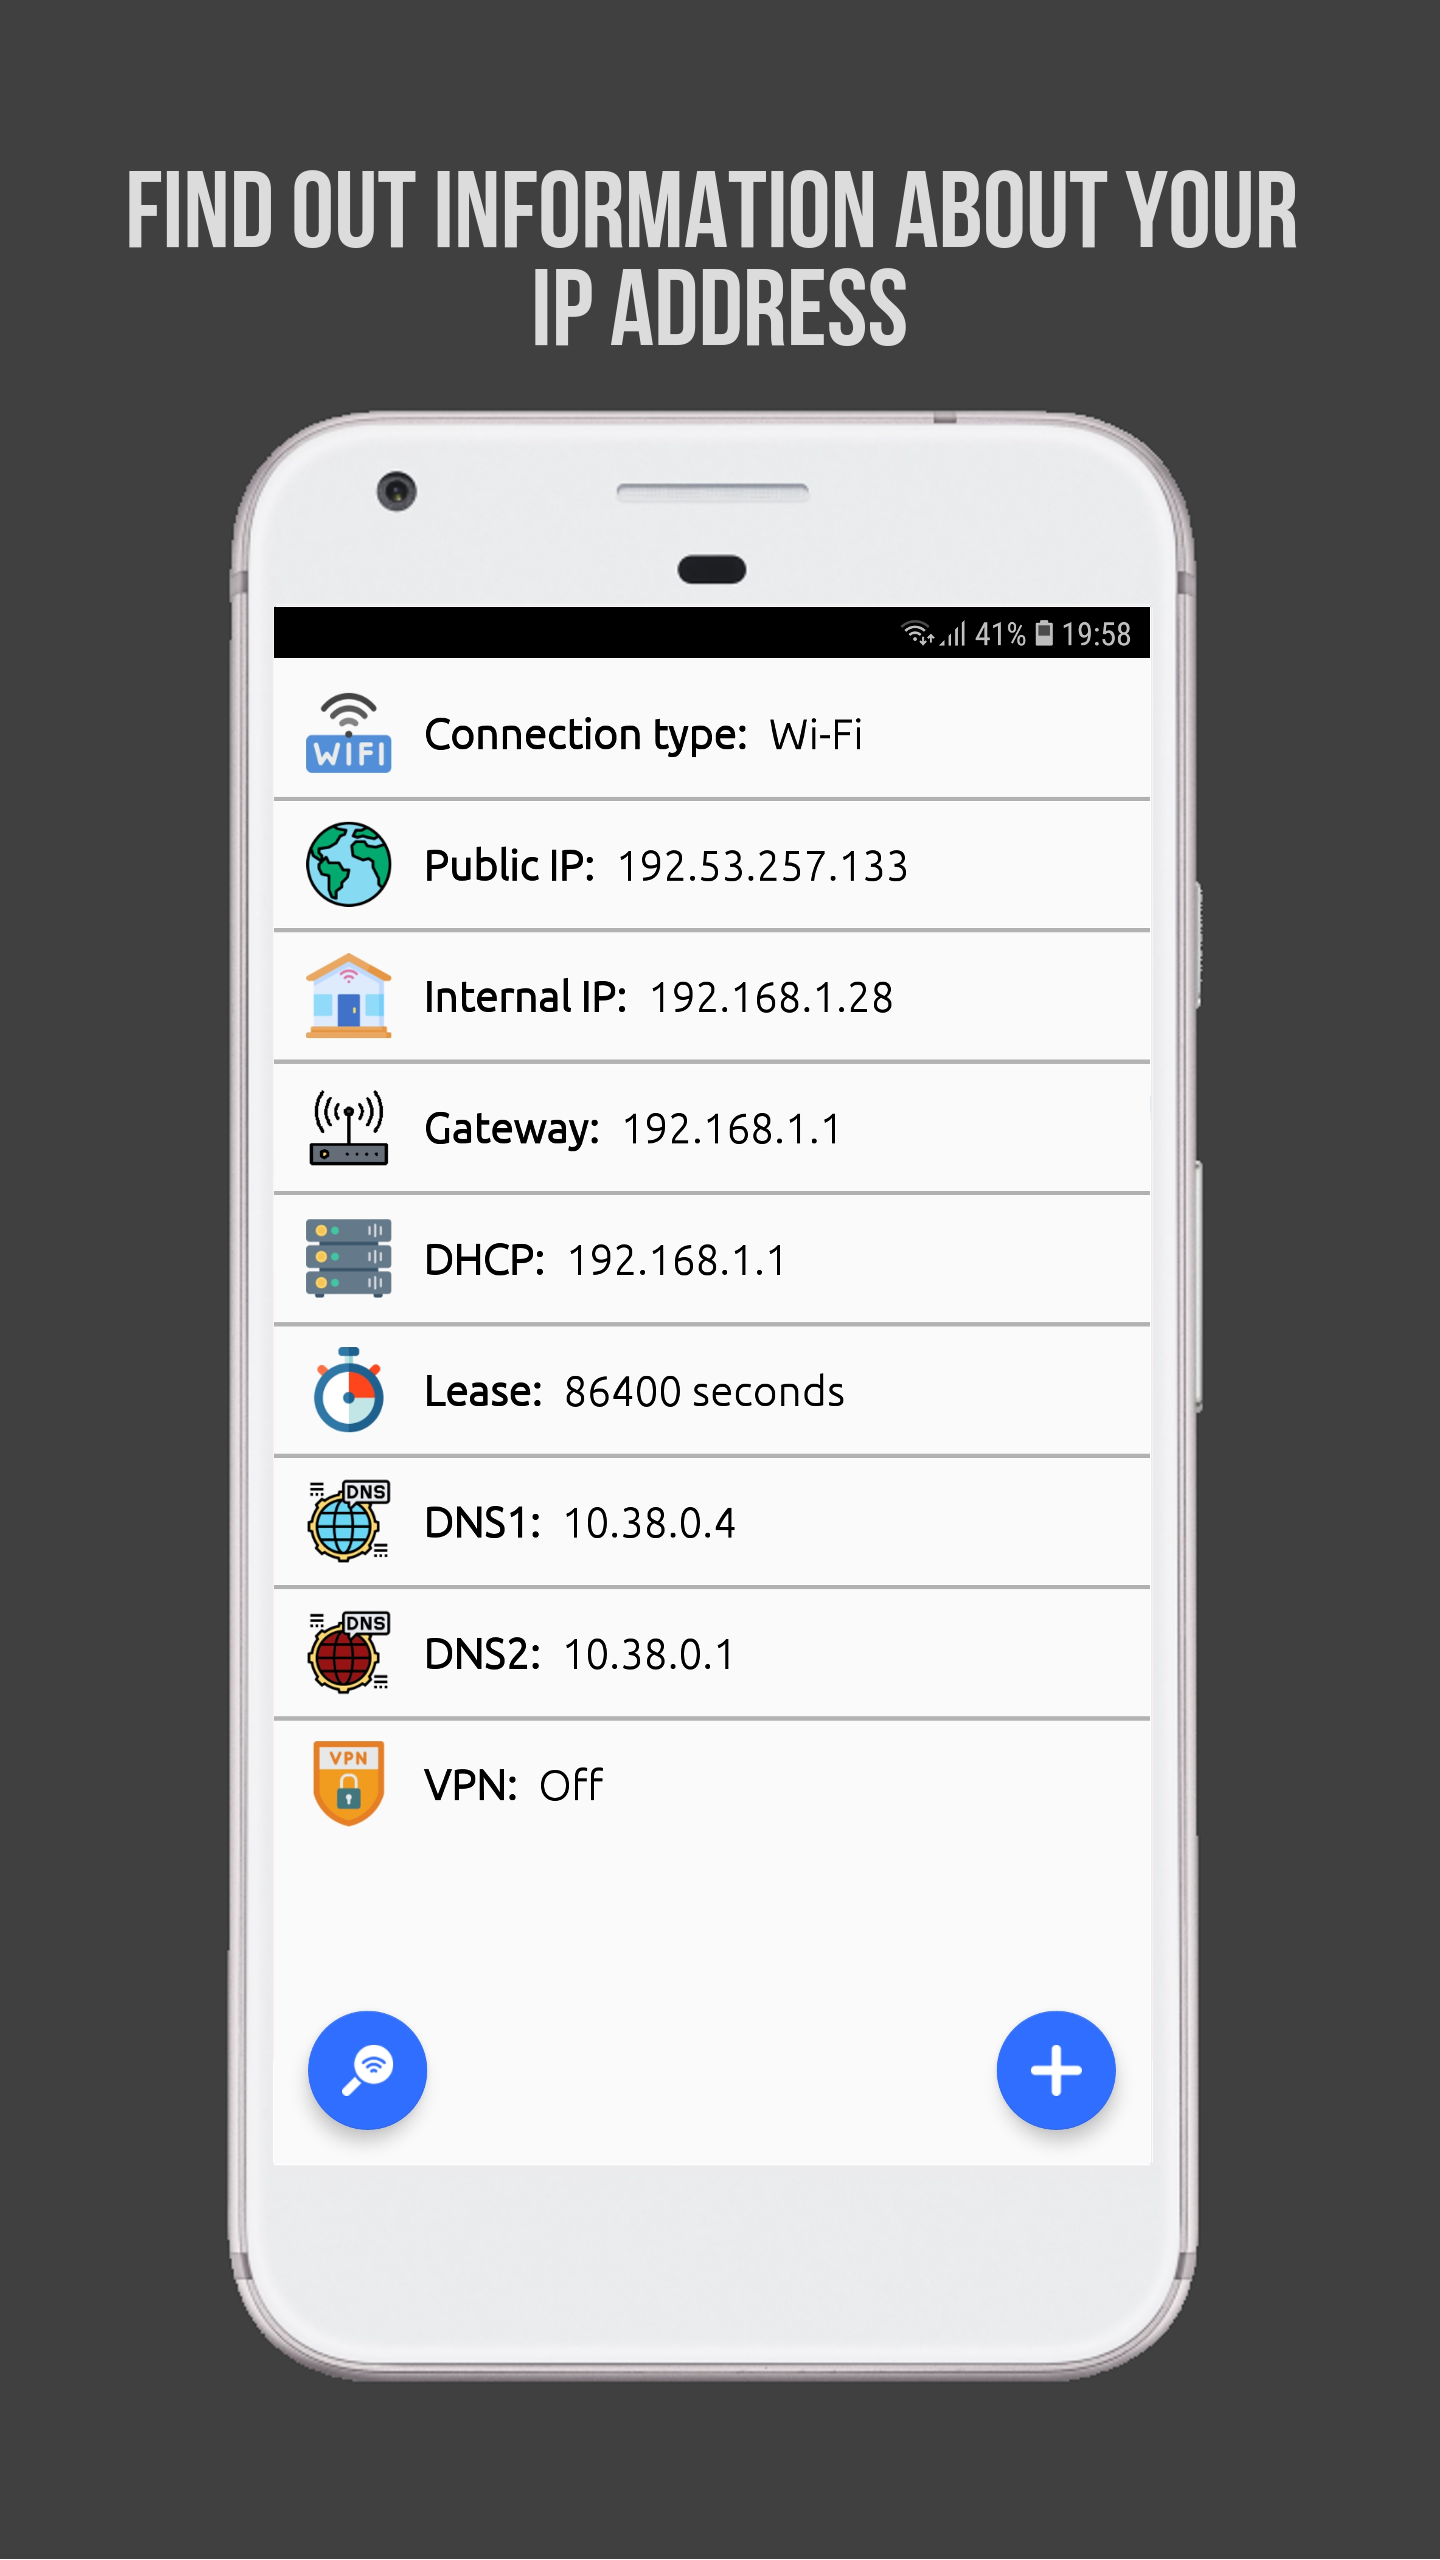 FIND OUT INFORMATION ABOUT YOUR
IP ADDRESS
41% 19:58
WIFI
Connection type: Wi-Fi
Public IP: 192.53.257.133
Internal IP: 192.168.1.28
Gateway: 192.168.1.1
DHCP: 192.168.1.1
Lease: 86400 seconds
DNS
DNS1: 10.38.0.4
DNS
DNS2: 10.38.0.1
VPN
VPN: Off